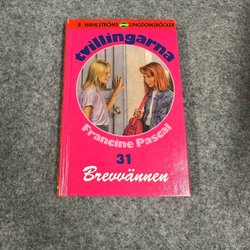 B. WAHLSTRÖMS UNGDOMSBÖCKER
tvillingarna
Francine Pascal
31
Brevvännen